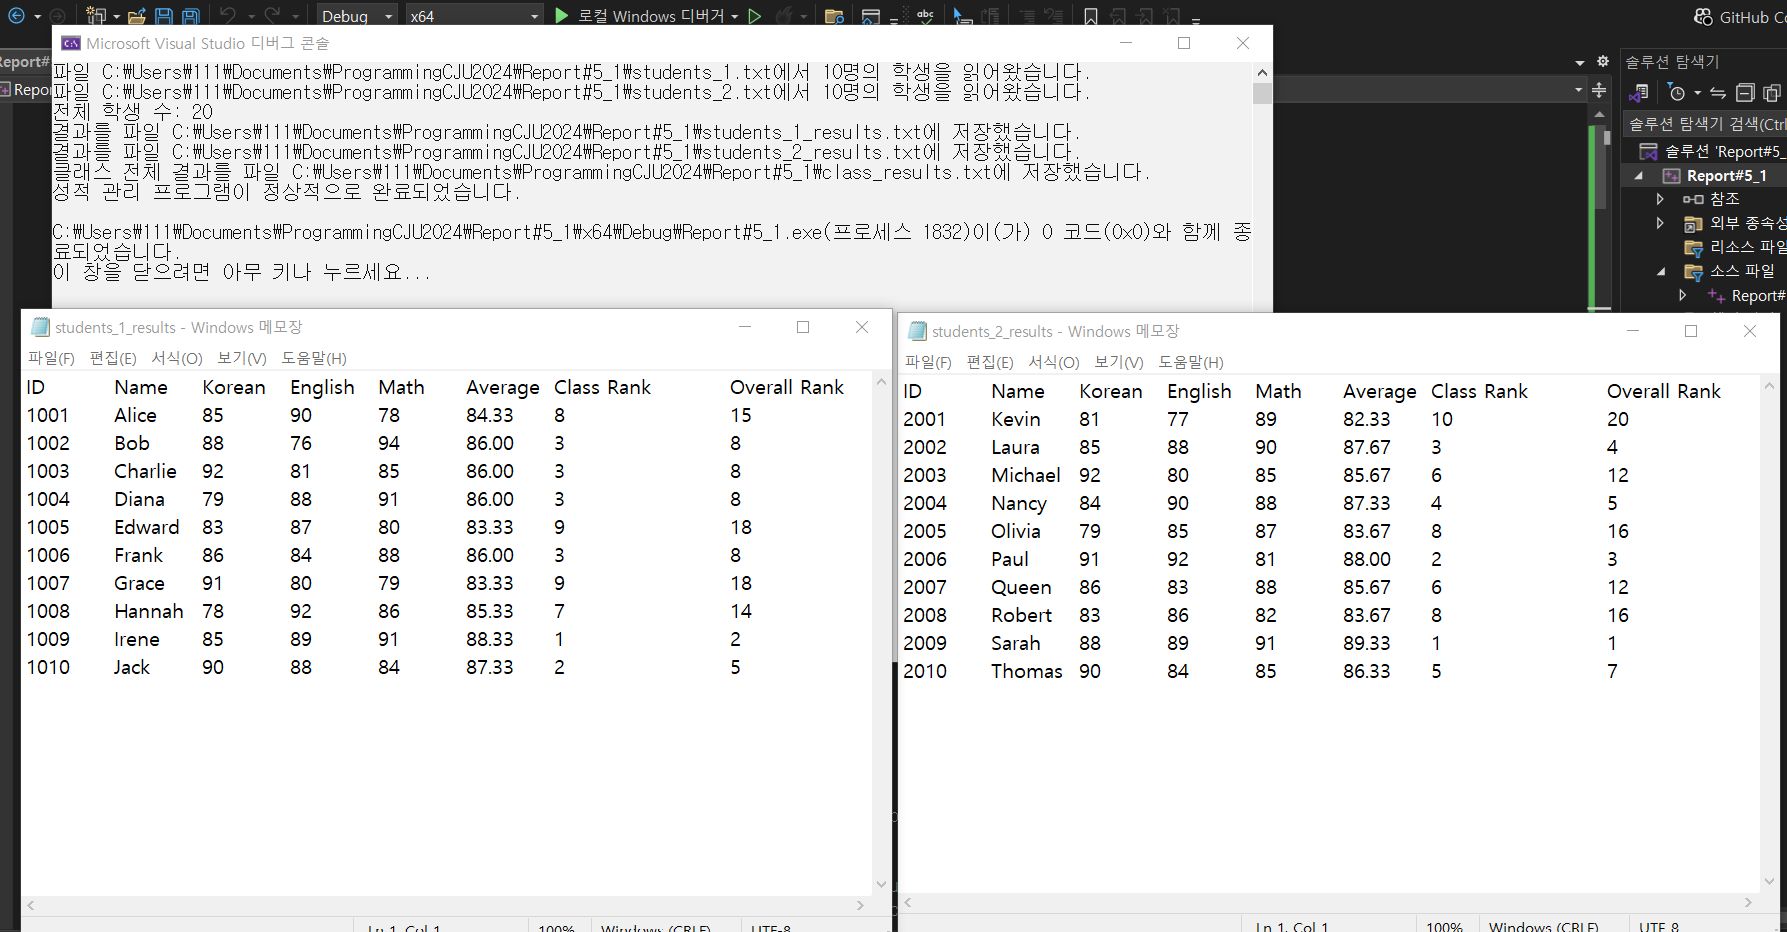 Debug x64 로컬 Windows 디버거 abc GitHub Co
Microsoft Visual Studio 디버그 콘솔
파일 C:\Users\111\Documents\ProgrammingCJU2024\Report#5_1\students_1.txt에서 10명의 학생을 읽어왔습니다.
파일 C:\Users\111\Documents\ProgrammingCJU2024\Report#5_1\students_2.txt에서 10명의 학생을 읽어왔습니다.
전체 학생 수: 20
결과를 파일 C:\Users\111\Documents\ProgrammingCJU2024\Report#5_1\students_1_results.txt에 저장했습니다.
결과를 파일 C:\Users\111\Documents\ProgrammingCJU2024\Report#5_1\students_2_results.txt에 저장했습니다.
클래스 전체 결과를 파일 C:\Users\111\Documents\ProgrammingCJU2024\Report#5_1\class_results.txt에 저장했습니다.
성적 관리 프로그램이 정상적으로 완료되었습니다.
C:\Users\111\Documents\ProgrammingCJU2024\Report#5_1\x64\Debug\Report#5_1.exe(프로세스 1832)이(가) 0 코드(0x0)와 함께 종
료되었습니다.
이 창을 닫으려면 아무 키나 누르세요...
Report#
Repor
솔루션 탐색기
솔루션 탐색기 검색(Ctrl
솔루션 'Report#5_
Report#5_1
참조
외부 종속성
리소스 파일
소스 파일
Report#
students_1_results - Windows 메모장
파일(F) 편집(E) 서식(O) 보기(V) 도움말(H)
ID Name Korean English Math Average Class Rank Overall Rank
1001 Alice 85 90 78 84.33 8 15
1002 Bob 88 76 94 86.00 3 8
1003 Charlie 92 81 85 86.00 3 8
1004 Diana 79 88 91 86.00 3 8
1005 Edward 83 87 80 83.33 9 18
1006 Frank 86 84 88 86.00 3 8
1007 Grace 91 80 79 83.33 9 18
1008 Hannah 78 92 86 85.33 7 14
1009 Irene 85 89 91 88.33 1 2
1010 Jack 90 88 84 87.33 2 5
Ln 1, Col 1 100% Windows (CRLF) UTF-8
students_2_results - Windows 메모장
파일(F) 편집(E) 서식(O) 보기(V) 도움말(H)
ID Name Korean English Math Average Class Rank Overall Rank
2001 Kevin 81 77 89 82.33 10 20
2002 Laura 85 88 90 87.67 3 4
2003 Michael 92 80 85 85.67 6 12
2004 Nancy 84 90 88 87.33 4 5
2005 Olivia 79 85 87 83.67 8 16
2006 Paul 91 92 81 88.00 2 3
2007 Queen 86 83 88 85.67 6 12
2008 Robert 83 86 82 83.67 8 16
2009 Sarah 88 89 91 89.33 1 1
2010 Thomas 90 84 85 86.33 5 7
Ln 1, Col 1 100% Windows (CRLF) UTF-8